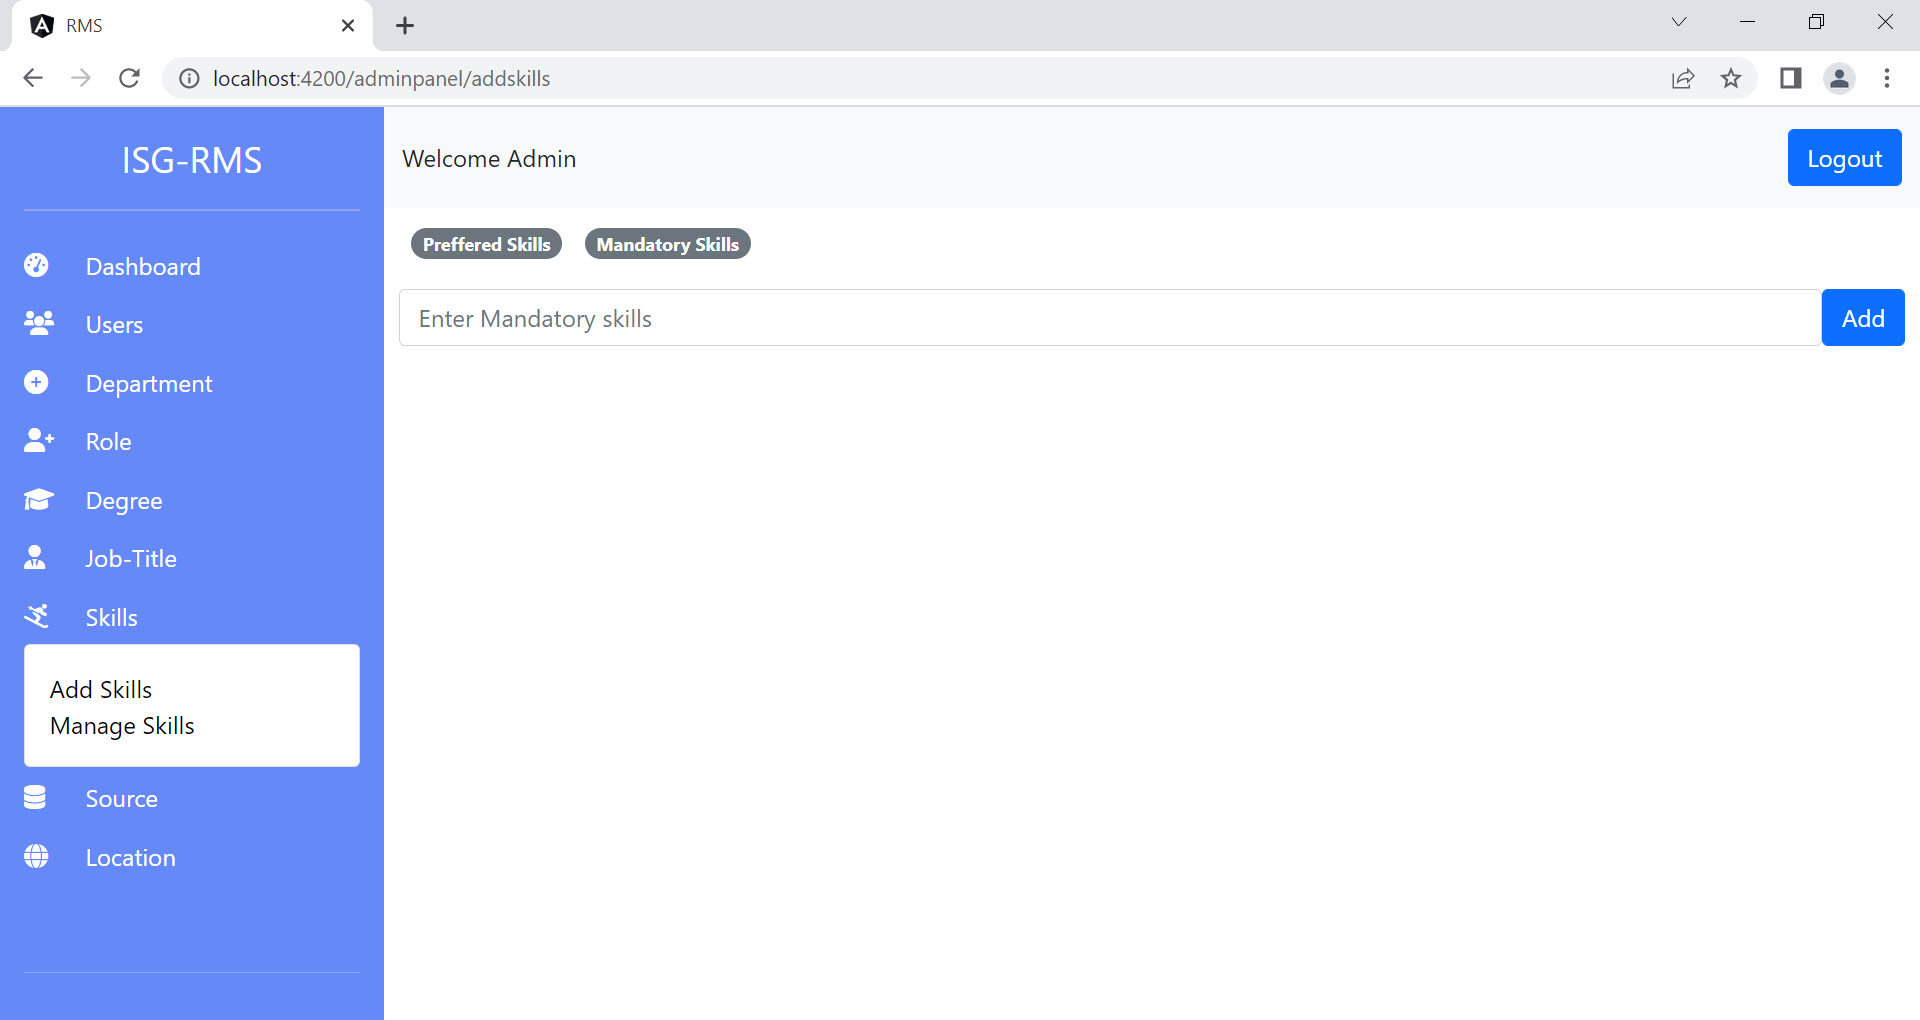 RMS
localhost:4200/adminpanel/addskills
ISG-RMS
Welcome Admin
Logout
Preffered Skills
Mandatory Skills
Enter Mandatory skills
Add
Dashboard
Users
Department
Role
Degree
Job-Title
Skills
Add Skills
Manage Skills
Source
Location